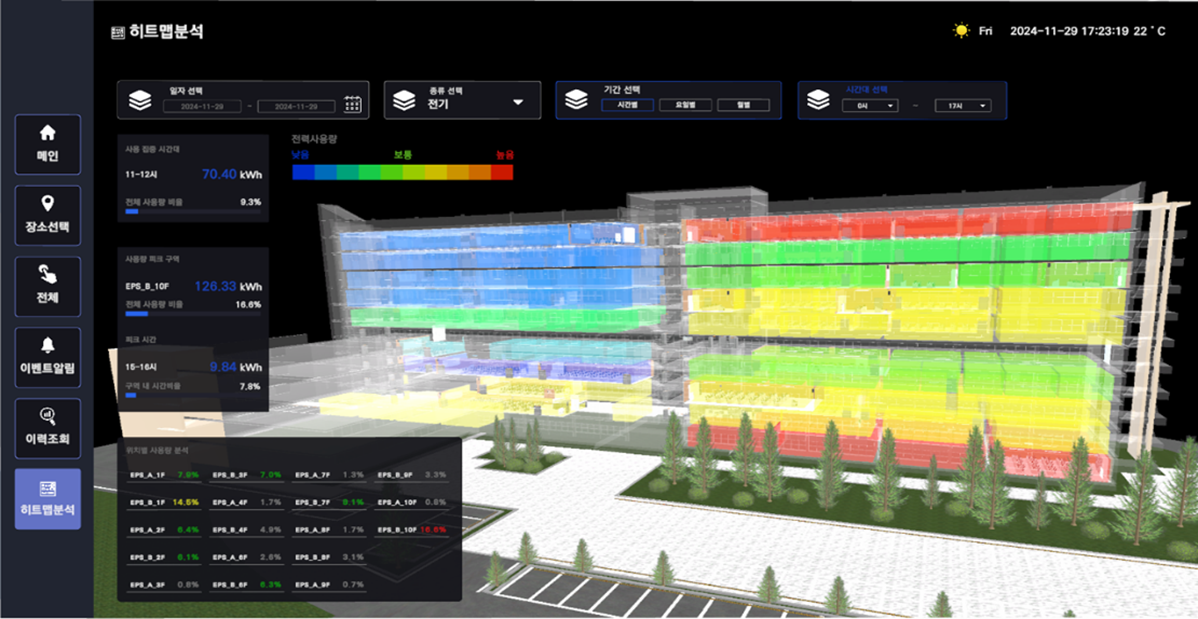 히트맵분석
Fri 2024-11-29 17:23:19 22˚C
메인
장소선택
전체
이벤트알림
이력조회
히트맵분석
일자 선택
2024-11-29 ~ 2024-11-29
종류 선택
전기
기간 선택
시간별 요일별 월별
시간대 선택
0시 ~ 17시
사용 집중 시간대
11-12시 70.40 kWh
전체 사용량 비율 9.3%
전력사용량
낮음 보통 높음
사용량 피크 구역
EPS_B_10F 126.33 kWh
전체 사용량 비율 16.6%
피크 시간
15-16시 9.84 kWh
구역 내 시간비율 7.8%
위치별 사용량 분석
EPS_A_1F EPS_B_3F 7.0% EPS_A_7F 1.3% EPS_B_9F 3.3%
EPS_B_1F 14.5% EPS_A_4F 1.7% EPS_B_7F 9.1% EPS_A_10F 0.8%
EPS_A_2F 6.4% EPS_B_4F 4.9% EPS_A_8F 1.7% EPS_B_10F 16.6%
EPS_B_2F 6.1% EPS_A_6F 2.6% EPS_B_8F 3.1%
EPS_A_3F 0.8% EPS_B_6F 6.3% EPS_A_9F 0.7%